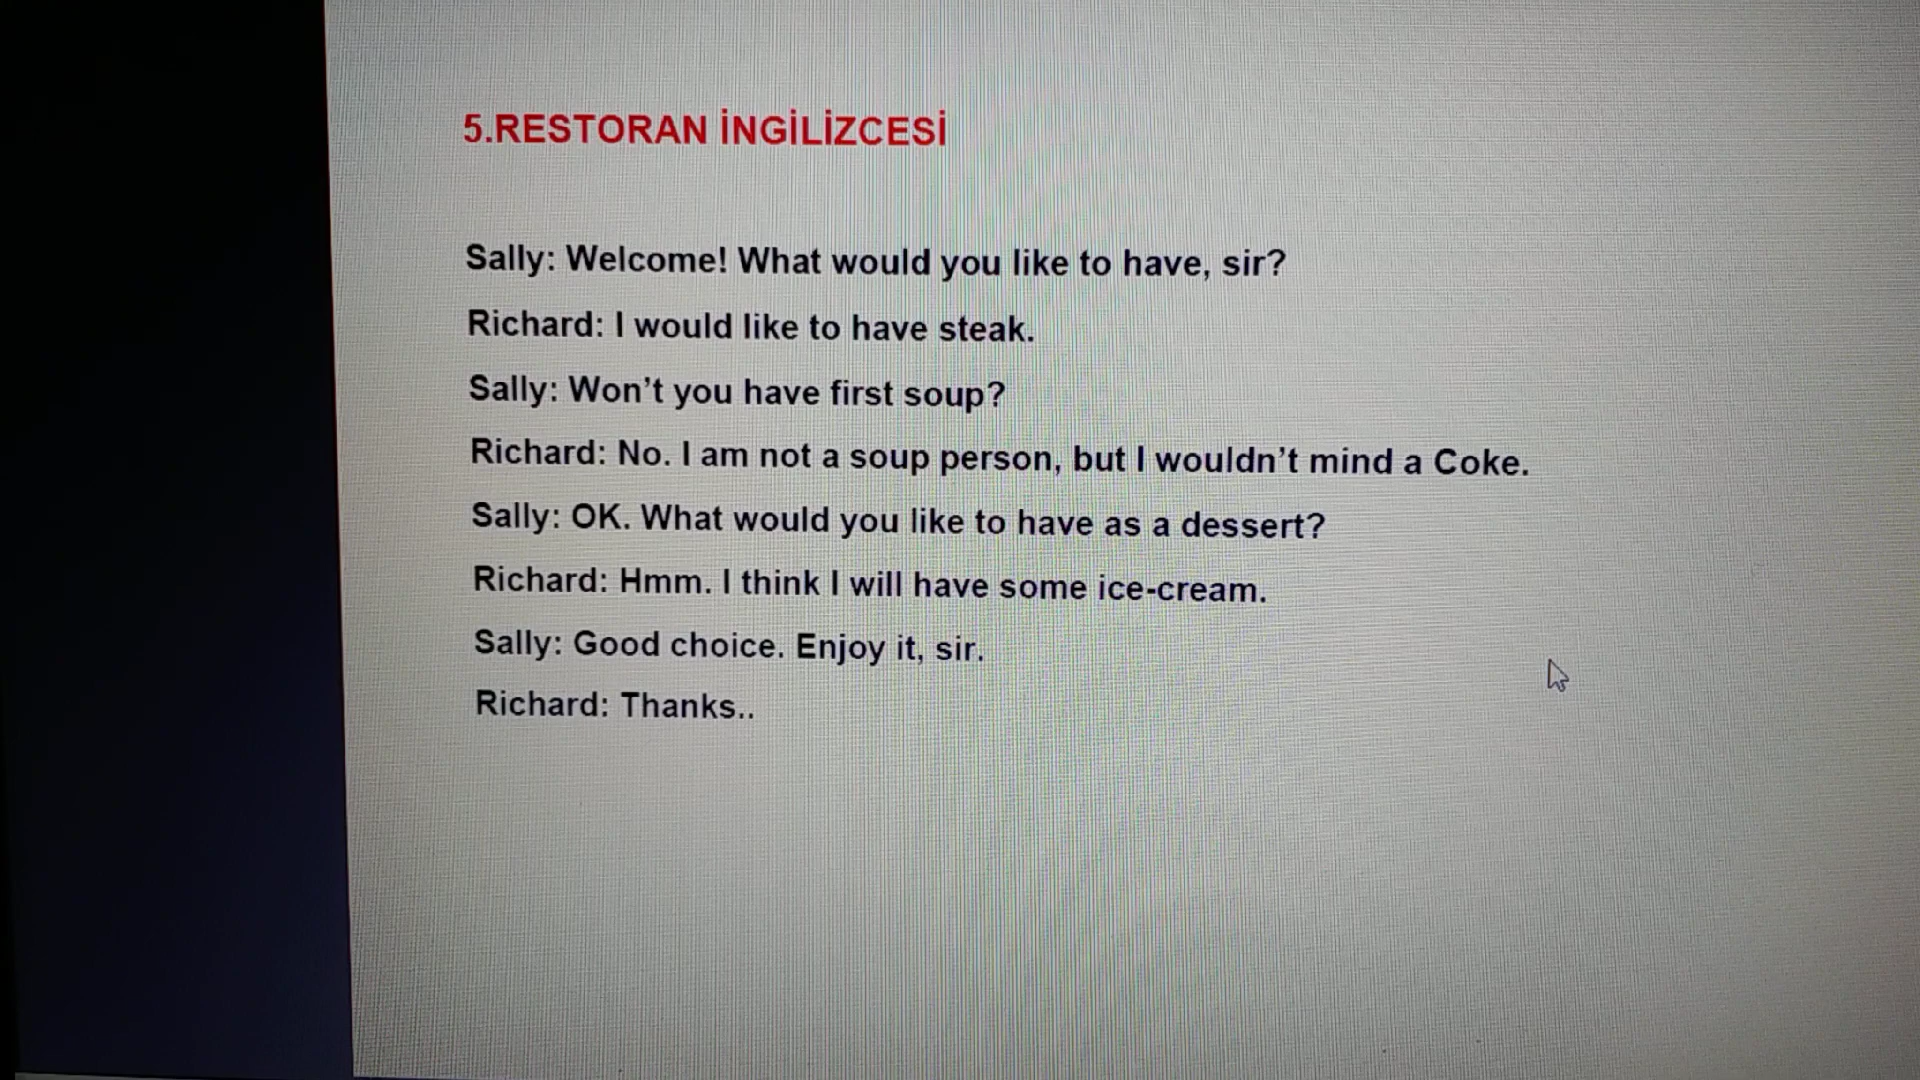 5.RESTORAN İNGİLİZCESİ
Sally: Welcome! What would you like to have, sir?
Richard: I would like to have steak.
Sally: Won’t you have first soup?
Richard: No. I am not a soup person, but I wouldn’t mind a Coke.
Sally: OK. What would you like to have as a dessert?
Richard: Hmm. I think I will have some ice-cream.
Sally: Good choice. Enjoy it, sir.
Richard: Thanks..